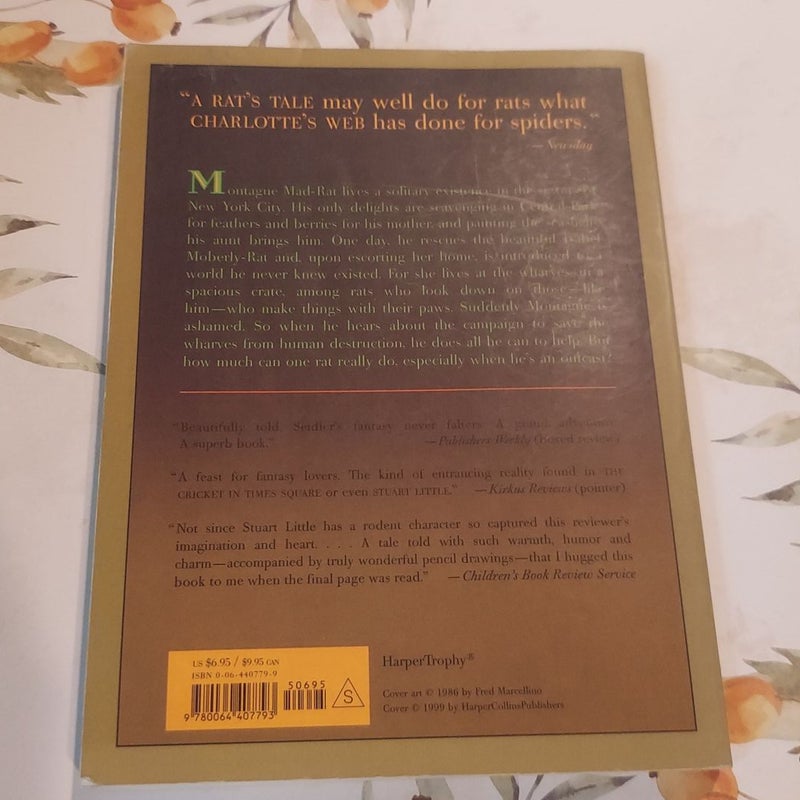 “A RAT’S TALE may well do for rats what
CHARLOTTE’S WEB has done for spiders.“
— Newsday
Montague Mad-Rat lives a solitary existence in the
New York City. His only delights are scavenging in Central Park
for feathers and berries for his mother, and painting the
his aunt brings him. One day, he rescues the beautiful Isabel
Moberly-Rat and, upon escorting her home, is introduced to a
world he never knew existed. For she lives at the wharves, in a
spacious crate, among rats who look down on those—like
him—who make things with their paws. Suddenly Montague is
ashamed. So when he hears about the campaign to save the
wharves from human destruction, he does all he can to help. But
how much can one rat really do, especially when he’s an outcast?
“Beautifully told. Seidler’s fantasy never falters. A grand adventure.
A superb book.” —Publishers Weekly (boxed review)
“A feast for fantasy lovers. The kind of entrancing reality found in THE
CRICKET IN TIMES SQUARE or even STUART LITTLE.” —Kirkus Reviews (pointer)
“Not since Stuart Little has a rodent character so captured this reviewer’s
imagination and heart. . . . A tale told with such warmth, humor and
charm—accompanied by truly wonderful pencil drawings—that I hugged this
book to me when the final page was read.” —Children’s Book Review Service
US $6.95 / $9.95 CAN
ISBN 0-06-440779-9
50695
S
9 780064 407793
HarperTrophy®
Cover art © 1986 by Fred Marcellino
Cover © 1999 by HarperCollinsPublishers